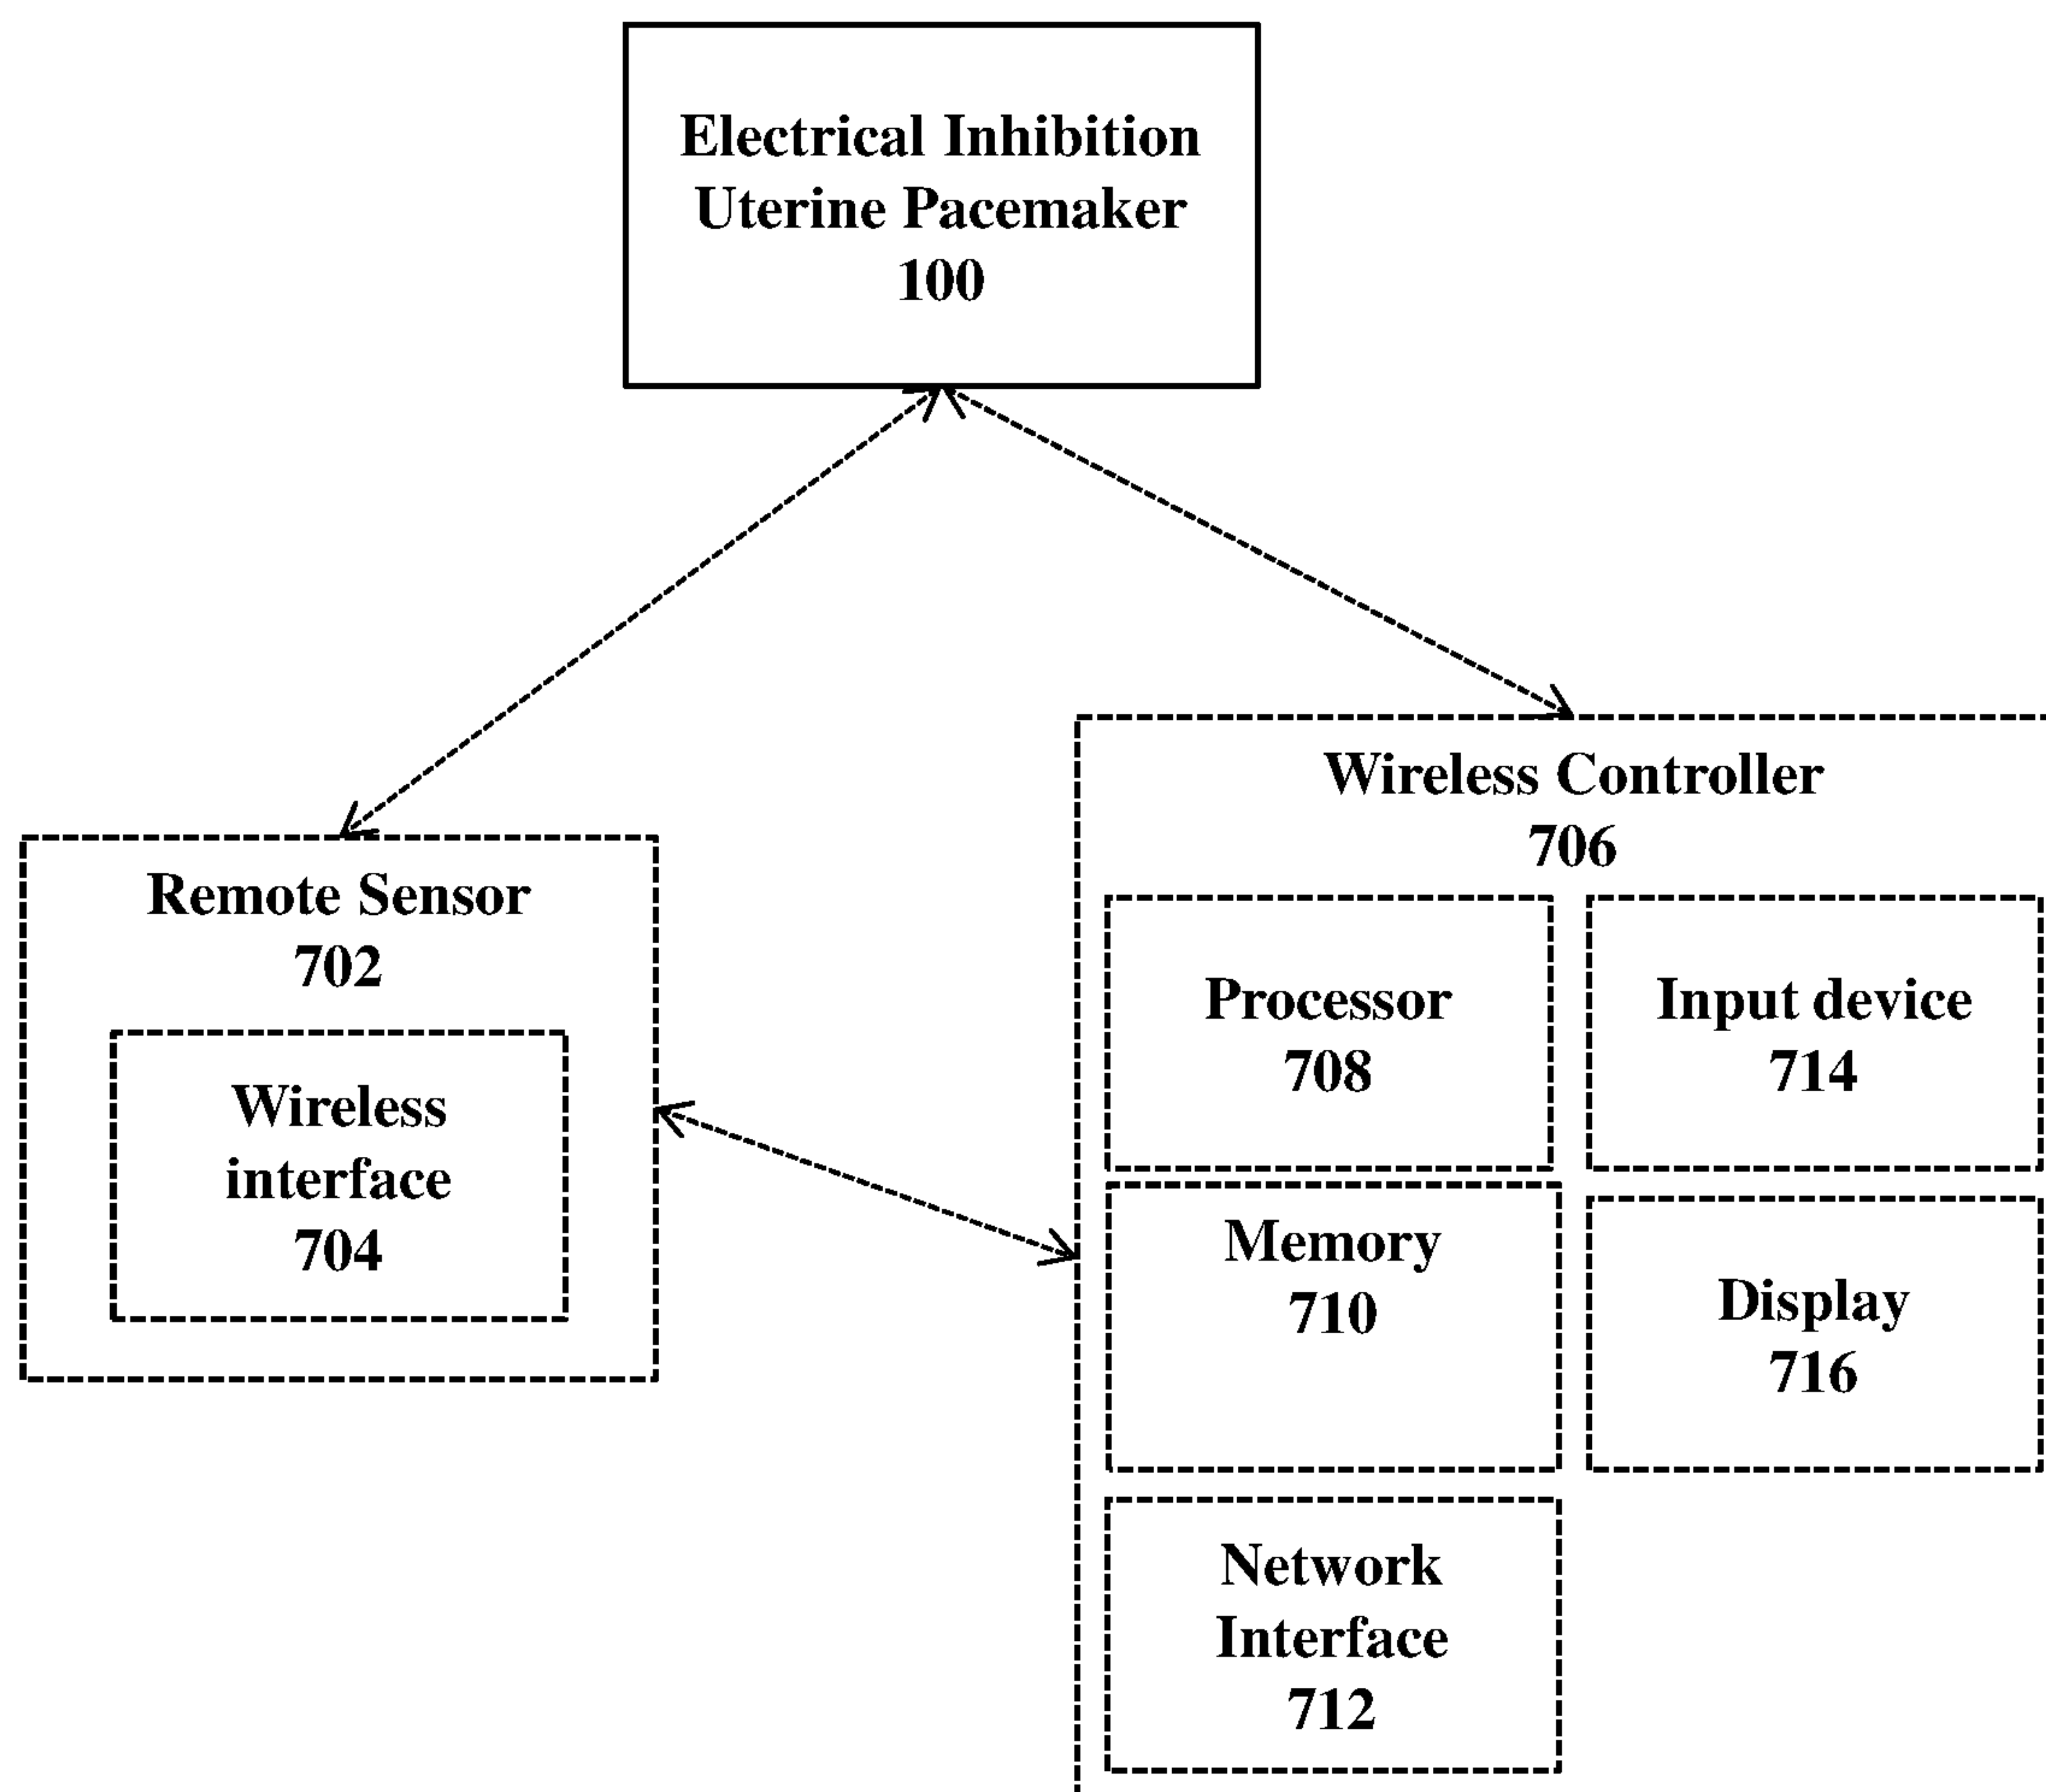 Electrical Inhibition
Uterine Pacemaker
100
Remote Sensor
702
Wireless
interface
704
Wireless Controller
706
Processor
708
Input device
714
Memory
710
Display
716
Network
Interface
712